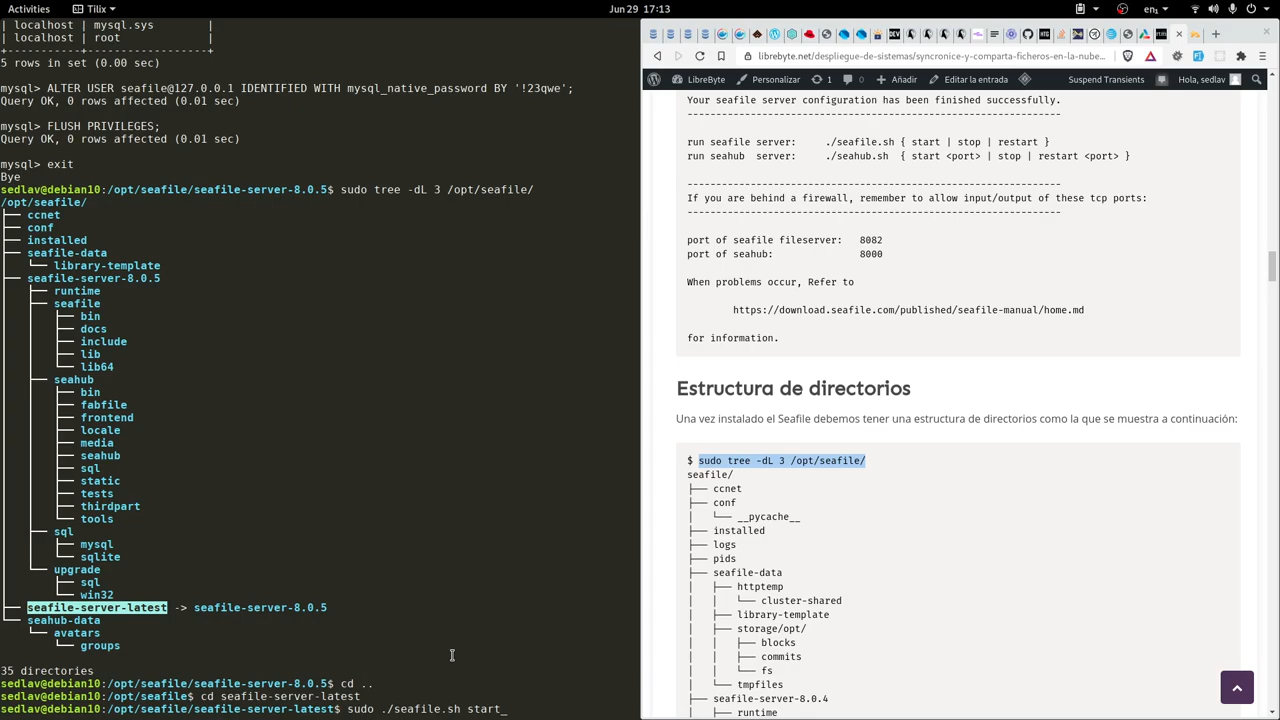 Activities
Tilix
Jun 29 17:13
en₁
| localhost | mysql.sys        |
| localhost | root             |
+-----------+------------------+
5 rows in set (0.00 sec)
mysql> ALTER USER seafile@127.0.0.1 IDENTIFIED WITH mysql_native_password BY '!23qwe';
Query OK, 0 rows affected (0.01 sec)
mysql> FLUSH PRIVILEGES;
Query OK, 0 rows affected (0.01 sec)
mysql> exit
Bye
sedlav@debian10:/opt/seafile/seafile-server-8.0.5$ sudo tree -dL 3 /opt/seafile/
/opt/seafile/
├── ccnet
├── conf
├── installed
├── seafile-data
│   └── library-template
├── seafile-server-8.0.5
│   ├── runtime
│   ├── seafile
│   │   ├── bin
│   │   ├── docs
│   │   ├── include
│   │   ├── lib
│   │   └── lib64
│   ├── seahub
│   │   ├── bin
│   │   ├── fabfile
│   │   ├── frontend
│   │   ├── locale
│   │   ├── media
│   │   ├── seahub
│   │   ├── sql
│   │   ├── static
│   │   ├── tests
│   │   ├── thirdpart
│   │   └── tools
│   ├── sql
│   │   ├── mysql
│   │   └── sqlite
│   └── upgrade
│       ├── sql
│       └── win32
├── seafile-server-latest -> seafile-server-8.0.5
└── seahub-data
    └── avatars
        └── groups
35 directories
sedlav@debian10:/opt/seafile/seafile-server-8.0.5$ cd ..
sedlav@debian10:/opt/seafile$ cd seafile-server-latest
sedlav@debian10:/opt/seafile/seafile-server-latest$ sudo ./seafile.sh start_
librebyte.net/despliegue-de-sistemas/syncronice-y-comparta-ficheros-en-la-nube...
LibreByte
Personalizar
1
0
Añadir
Editar la entrada
Suspend Transients
Hola, sedlav
Your seafile server configuration has been finished successfully.
-----------------------------------------------------------------
run seafile server:     ./seafile.sh { start | stop | restart }
run seahub  server:     ./seahub.sh  { start <port> | stop | restart <port> }
-----------------------------------------------------------------
If you are behind a firewall, remember to allow input/output of these tcp ports:
-----------------------------------------------------------------
port of seafile fileserver:   8082
port of seahub:               8000
When problems occur, Refer to
https://download.seafile.com/published/seafile-manual/home.md
for information.
Estructura de directorios
Una vez instalado el Seafile debemos tener una estructura de directorios como la que se muestra a continuación:
$ sudo tree -dL 3 /opt/seafile/
seafile/
├── ccnet
├── conf
│   └── __pycache__
├── installed
├── logs
├── pids
├── seafile-data
│   ├── httptemp
│   │   └── cluster-shared
│   ├── library-template
│   ├── storage/opt/
│   │   ├── blocks
│   │   ├── commits
│   │   └── fs
│   └── tmpfiles
├── seafile-server-8.0.4
│   ├── runtime